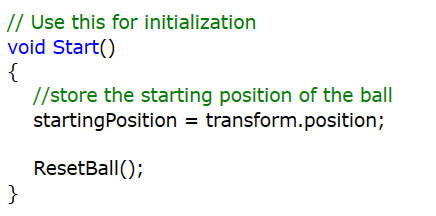 // Use this for initialization
void Start()
{
//store the starting position of the ball
startingPosition = transform.position;
ResetBall();
}